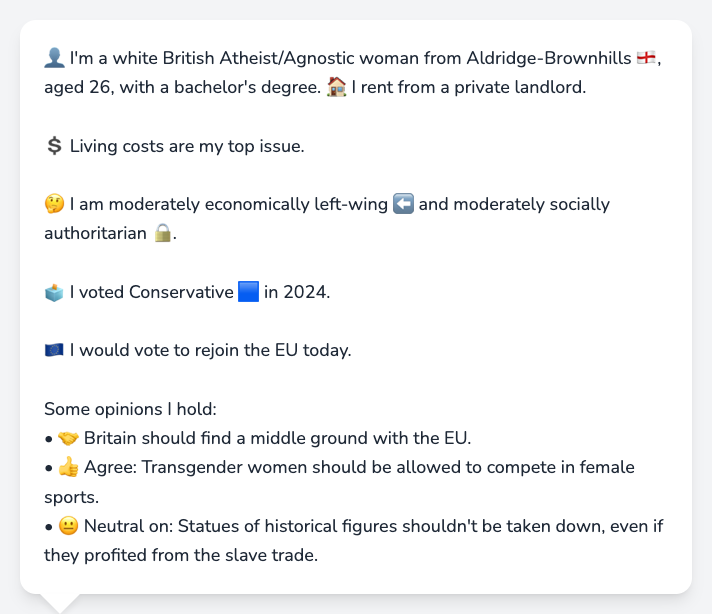 👤 I'm a white British Atheist/Agnostic woman from Aldridge-Brownhills 🏴󠁧󠁢󠁥󠁮󠁧󠁿,
aged 26, with a bachelor's degree. 🏠 I rent from a private landlord.
💲 Living costs are my top issue.
🤔 I am moderately economically left-wing ⬅️ and moderately socially
authoritarian 🔒.
🗳️ I voted Conservative 🟦 in 2024.
🇪🇺 I would vote to rejoin the EU today.
Some opinions I hold:
• 🤝 Britain should find a middle ground with the EU.
• 👍 Agree: Transgender women should be allowed to compete in female
sports.
• 😐 Neutral on: Statues of historical figures shouldn't be taken down, even if
they profited from the slave trade.